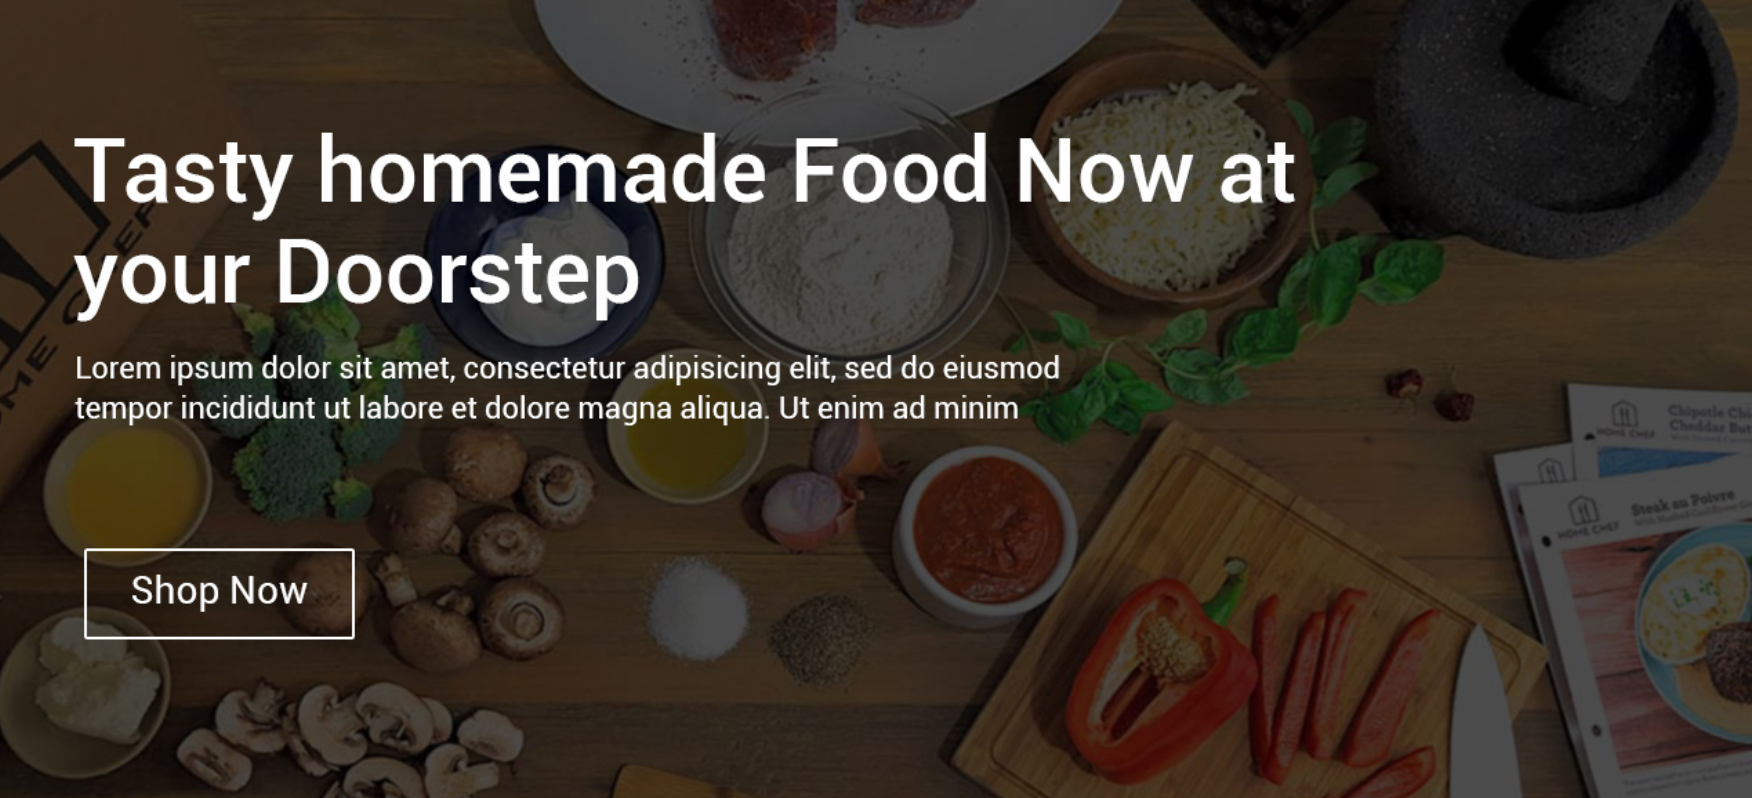 Tasty homemade Food Now at
your Doorstep
Lorem ipsum dolor sit amet, consectetur adipisicing elit, sed do eiusmod
tempor incididunt ut labore et dolore magna aliqua. Ut enim ad minim
Shop Now
Chipotle
Cheddar
HOME CHEF
Steak au Poivre
HOME CHEF